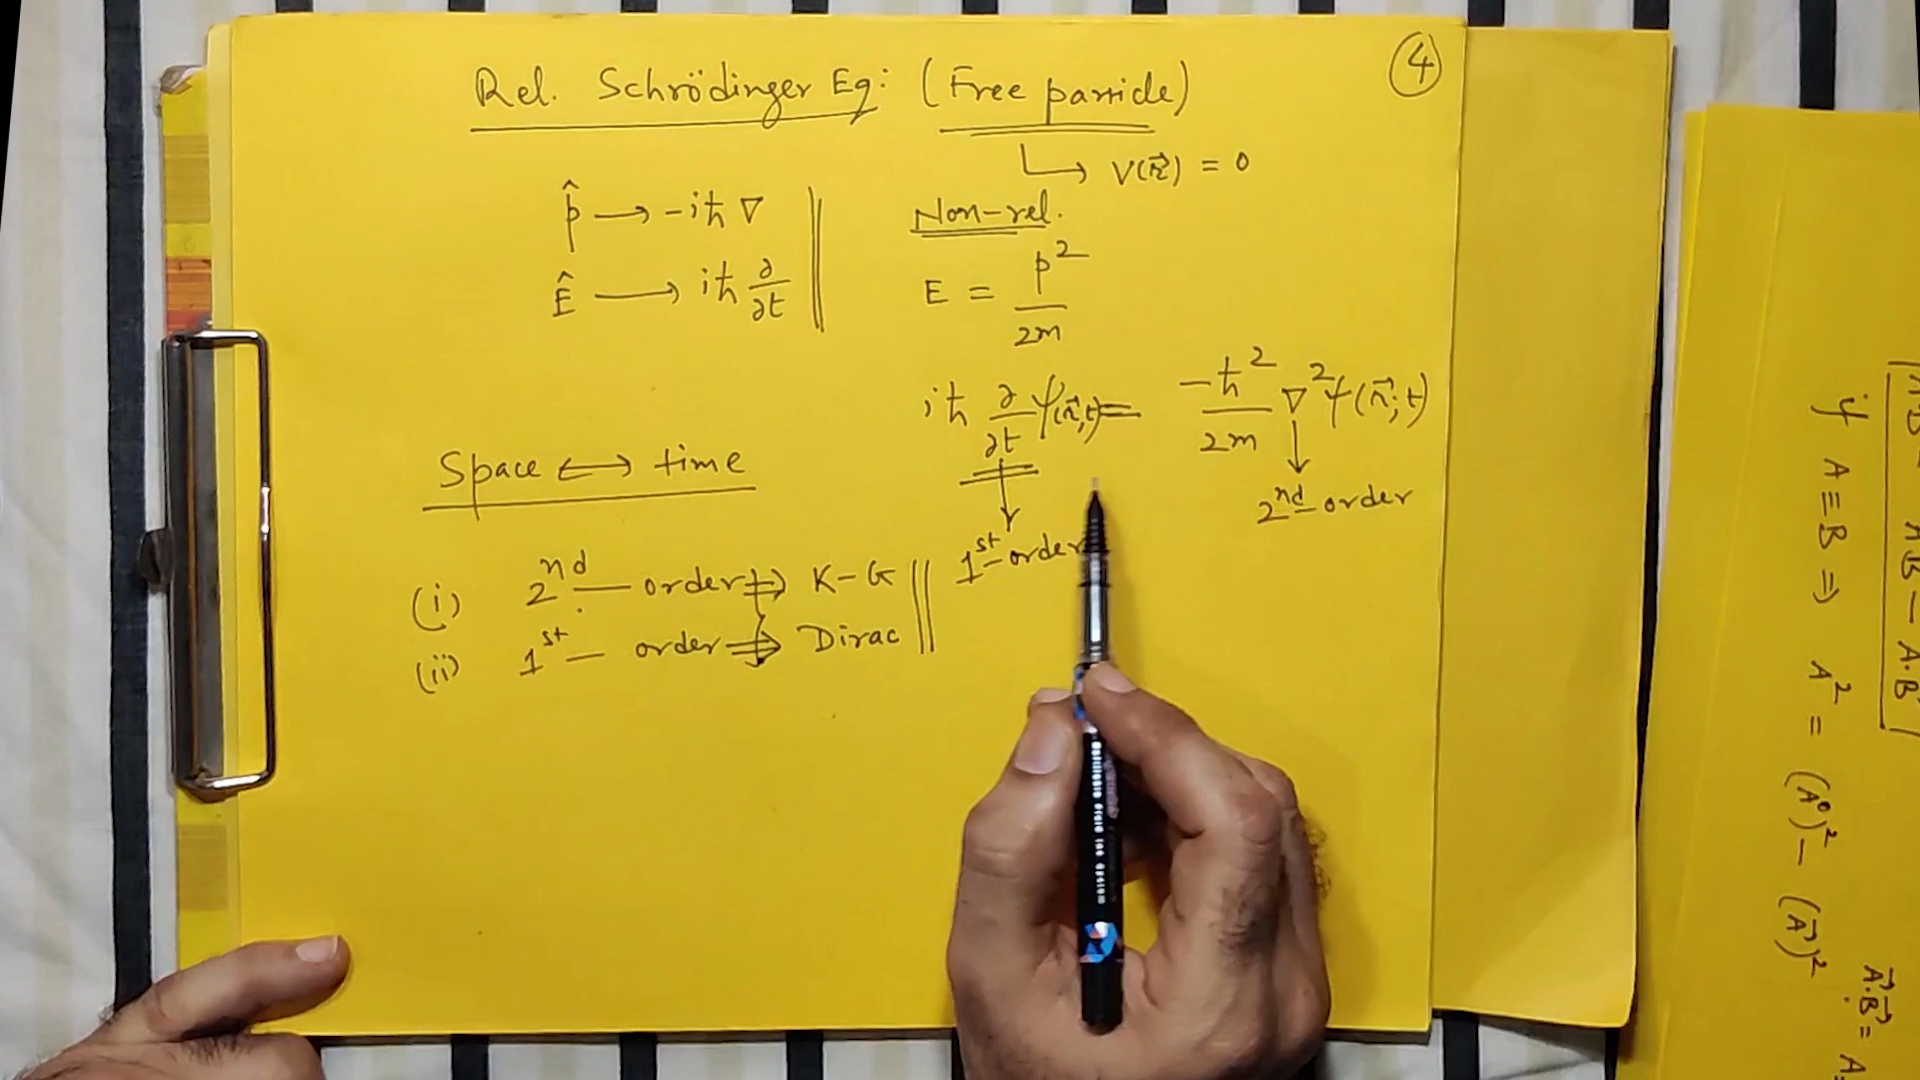 4
Rel. Schrödinger Eq: (Free particle)
↳ V(r⃗) = 0
p̂ → -iħ ∇
Ê → iħ ∂/∂t
Non-rel.
E = p²/2m
iħ ∂/∂t ψ(r⃗,t) = -ħ²/2m ∇²ψ(r⃗;t)
1st order
2nd order
Space ↔ time
(i) 2nd — order ⇒ K-G
(ii) 1st — order ⇒ Dirac
if A ≡ B ⇒ A² = (A⁰)² - (A⃗)²
AB - A.B
A⃗.B⃗ =